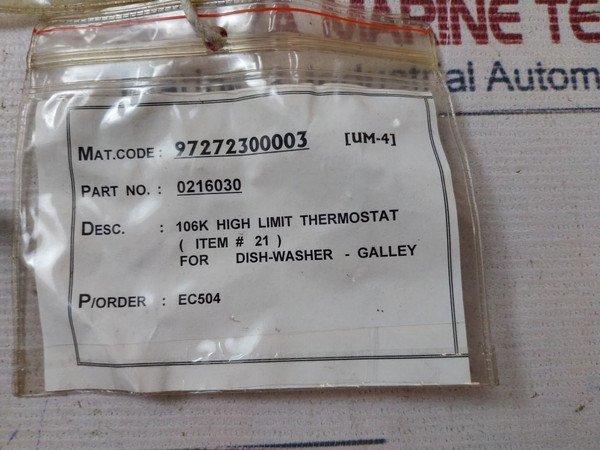 MARINE TE
Industrial Autom
MAT.CODE : 97272300003 [UM-4]
PART NO. : 0216030
DESC. : 106K HIGH LIMIT THERMOSTAT
( ITEM # 21 )
FOR DISH-WASHER - GALLEY
P/ORDER : EC504